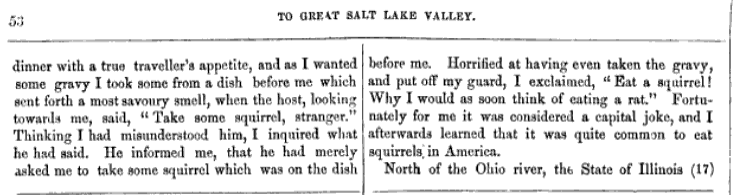 53
TO GREAT SALT LAKE VALLEY.
dinner with a true traveller's appetite, and as I wanted
some gravy I took some from a dish before me which
sent forth a most savoury smell, when the host, looking
towards me, said, "Take some squirrel, stranger."
Thinking I had misunderstood him, I inquired what
he had said. He informed me, that he had merely
asked me to take some squirrel which was on the dish
before me. Horrified at having even taken the gravy,
and put off my guard, I exclaimed, "Eat a squirrel!
Why I would as soon think of eating a rat." Fortu-
nately for me it was considered a capital joke, and I
afterwards learned that it was quite common to eat
squirrels in America.
North of the Ohio river, the State of Illinois (17)